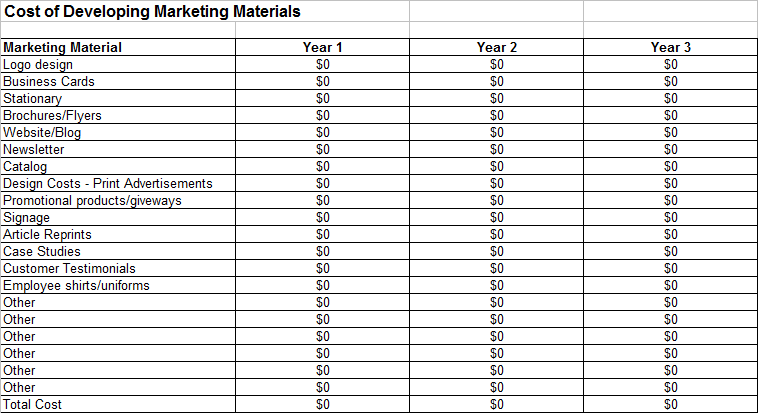 Cost of Developing Marketing Materials
Marketing Material Year 1 Year 2 Year 3
Logo design $0 $0 $0
Business Cards $0 $0 $0
Stationary $0 $0 $0
Brochures/Flyers $0 $0 $0
Website/Blog $0 $0 $0
Newsletter $0 $0 $0
Catalog $0 $0 $0
Design Costs - Print Advertisements $0 $0 $0
Promotional products/giveways $0 $0 $0
Signage $0 $0 $0
Article Reprints $0 $0 $0
Case Studies $0 $0 $0
Customer Testimonials $0 $0 $0
Employee shirts/uniforms $0 $0 $0
Other $0 $0 $0
Other $0 $0 $0
Other $0 $0 $0
Other $0 $0 $0
Other $0 $0 $0
Other $0 $0 $0
Total Cost $0 $0 $0